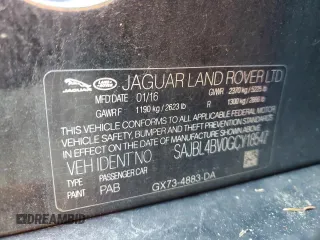 JAGUAR LAND ROVER LTD
JAGUAR
MFD DATE 01/16 GVWR 2370 kg / 5225 lb
GAWR F 1190 kg / 2623 lb R 1300 kg / 2866 lb
THIS VEHICLE CONFORMS TO ALL APPLICABLE FEDERAL MOTOR
VEHICLE SAFETY, BUMPER AND THEFT PREVENTION STANDARDS
IN EFFECT ON THE DATE OF MANUFACTURE SHOWN ABOVE.
VEH IDENT NO. SAJBL4BV0GCY18547
TYPE PASSENGER CAR
PAINT PAB GX73-4883-DA
DREAMBID